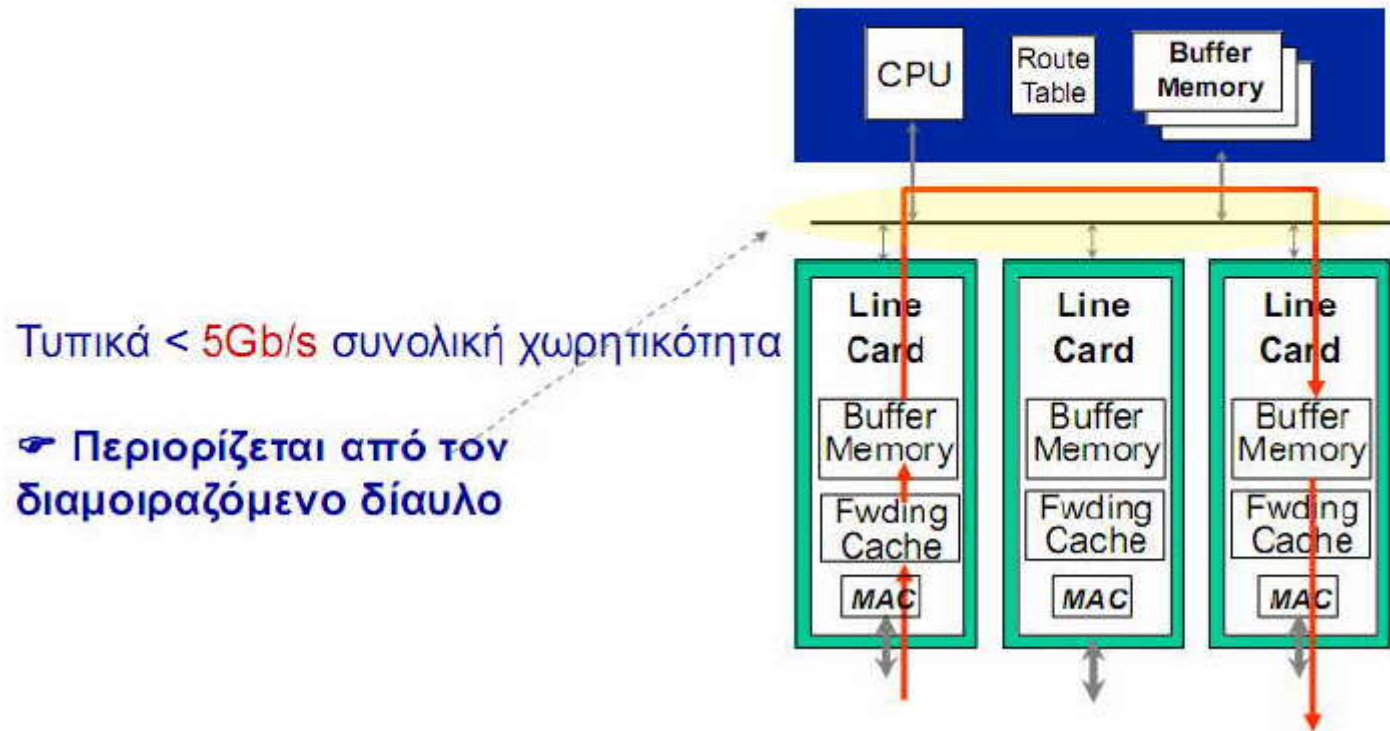 CPU
Route
Table
Buffer
Memory
Τυπικά < 5Gb/s συνολική χωρητικότητα
☞ Περιορίζεται από τον
διαμοιραζόμενο δίαυλο
Line
Card
Buffer
Memory
Fwding
Cache
MAC
Line
Card
Buffer
Memory
Fwding
Cache
MAC
Line
Card
Buffer
Memory
Fwding
Cache
MAC